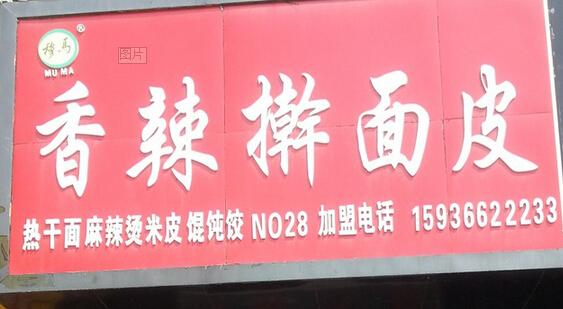 穆马®
MU MA
图片
香辣擀面皮
热干面麻辣烫米皮馄饨饺 NO28 加盟电话 15936622233